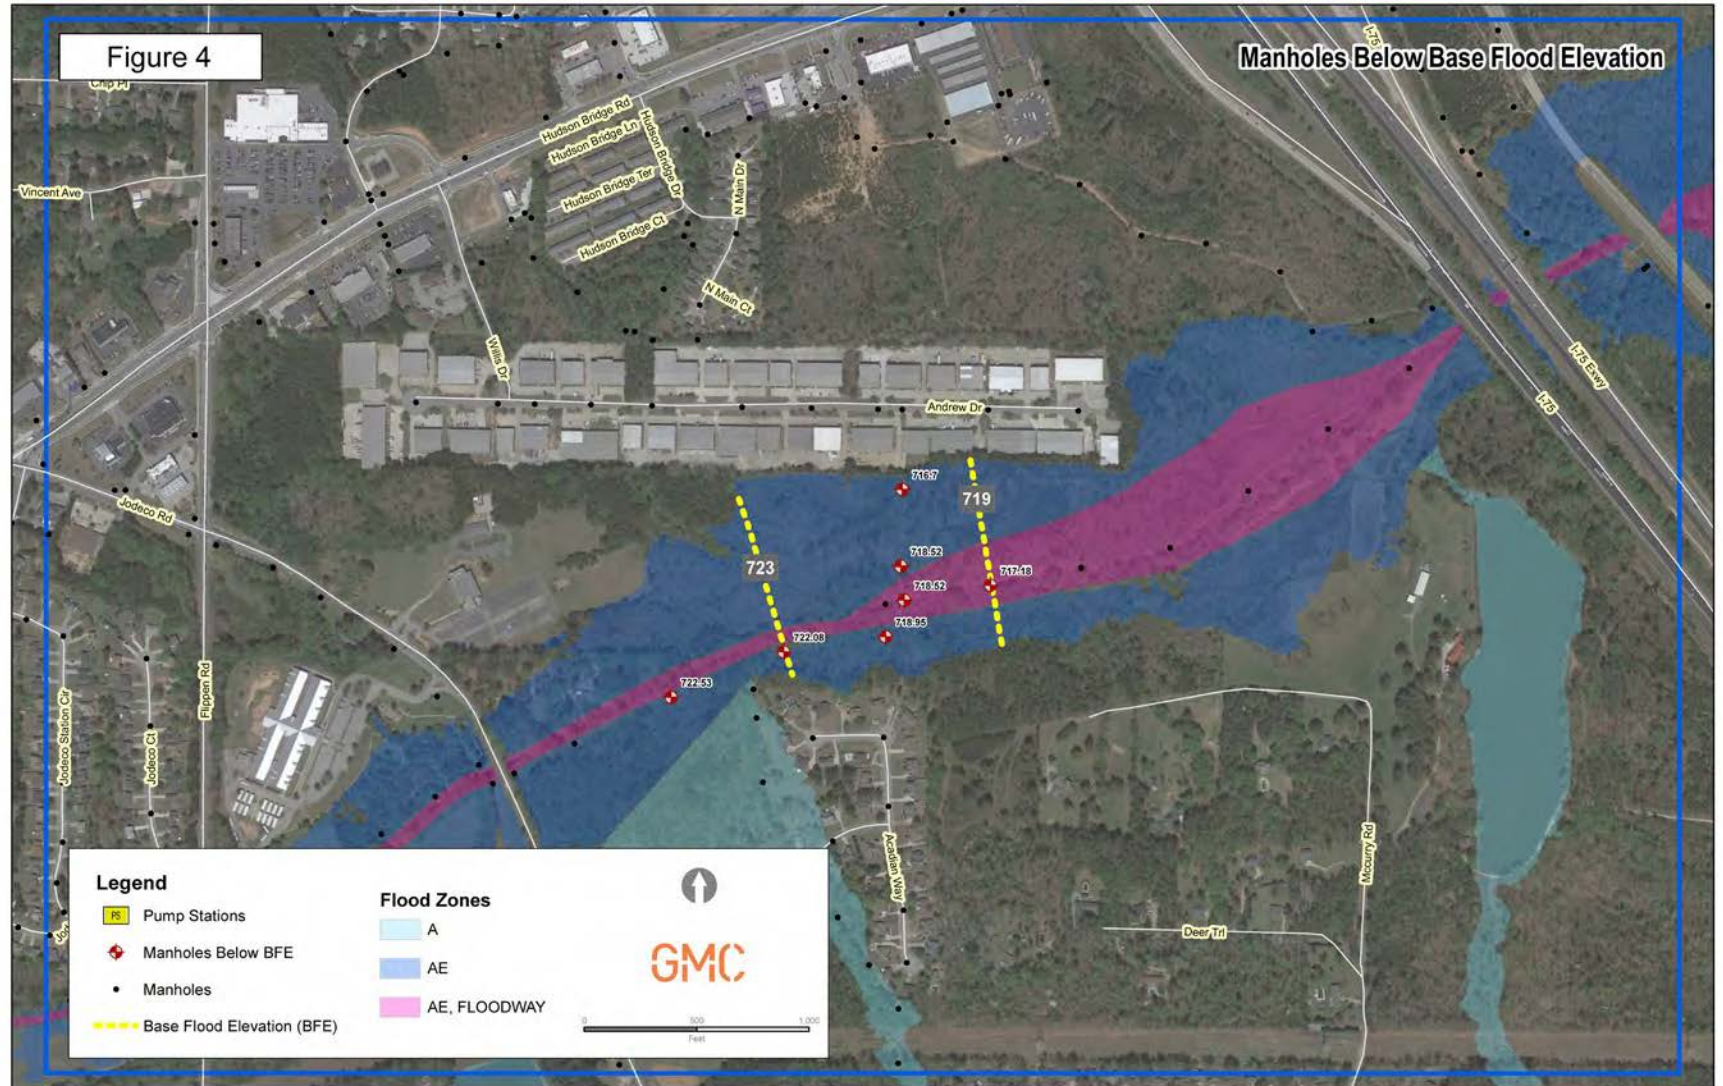 Figure 4
Manholes Below Base Flood Elevation
I-75
Chip Pl
Hudson Bridge Rd
Hudson Bridge Ln
Hudson Bridge Dr
Hudson Bridge Ter
Hudson Bridge Ct
N Main Dr
N Main Ct
Vincent Ave
Willis Dr
I-75 Exwy
I-75
Andrew Dr
716.7
719
Jodeco Rd
723
718.52
717.18
718.52
718.95
722.08
722.53
Flippen Rd
Jodeco Station Cir
Jodeco Ct
Acadian Way
Mccurry Rd
Deer Trl
Legend
PS Pump Stations
Manholes Below BFE
Manholes
Base Flood Elevation (BFE)
Flood Zones
A
AE
AE, FLOODWAY
GMC
0 500 1,000
Feet